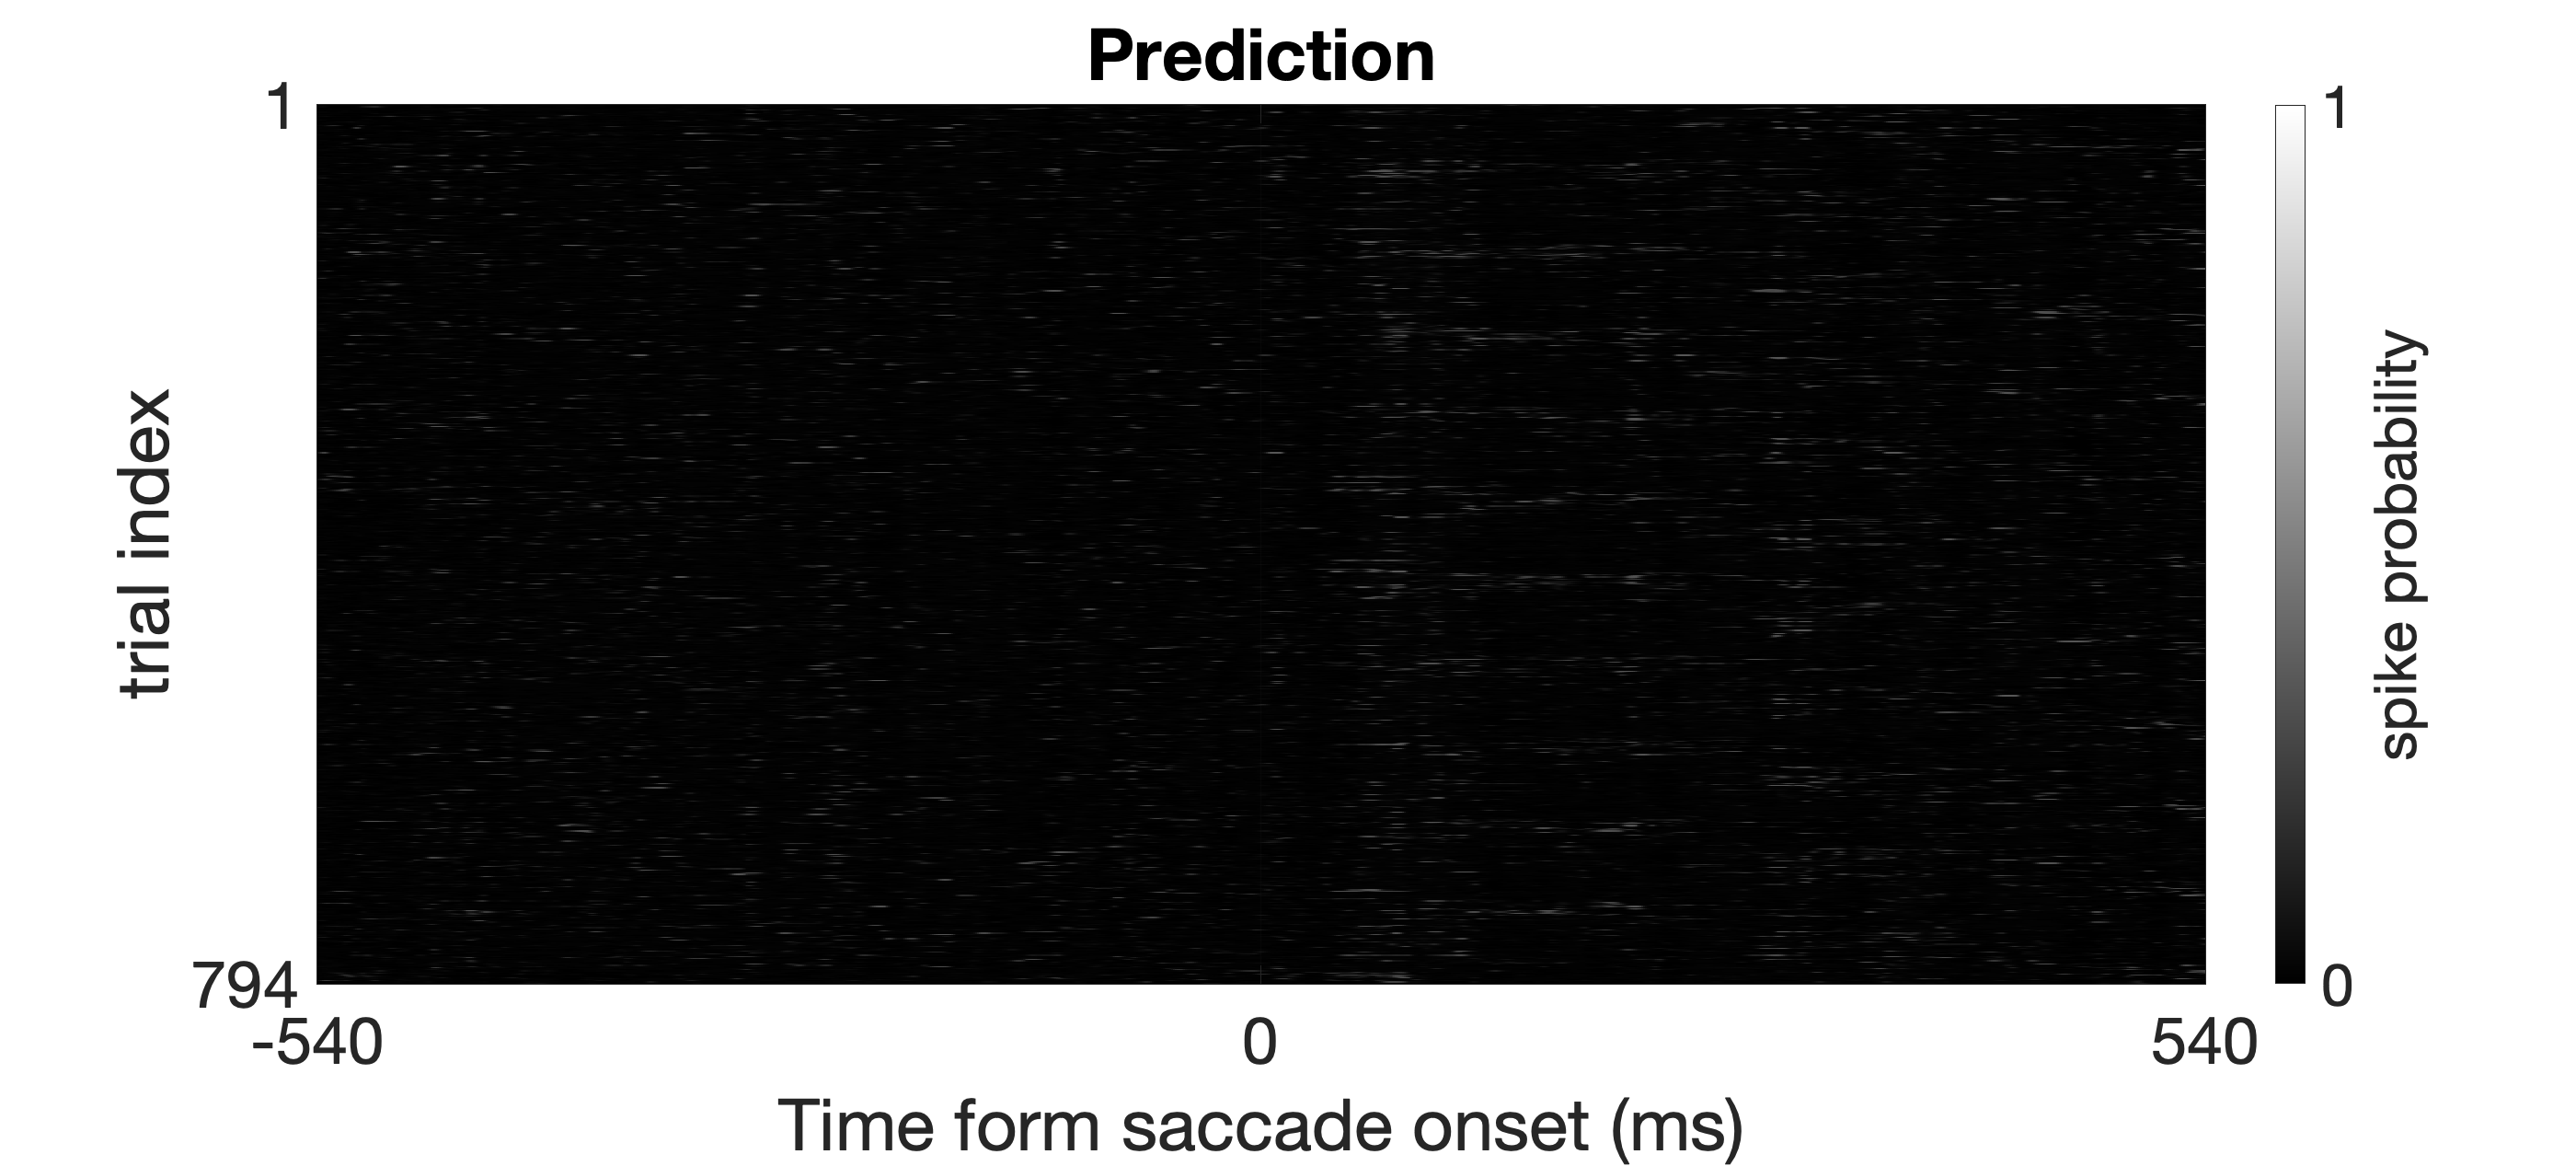 Prediction
1
794
trial index
-540
0
540
Time form saccade onset (ms)
1
0
spike probability